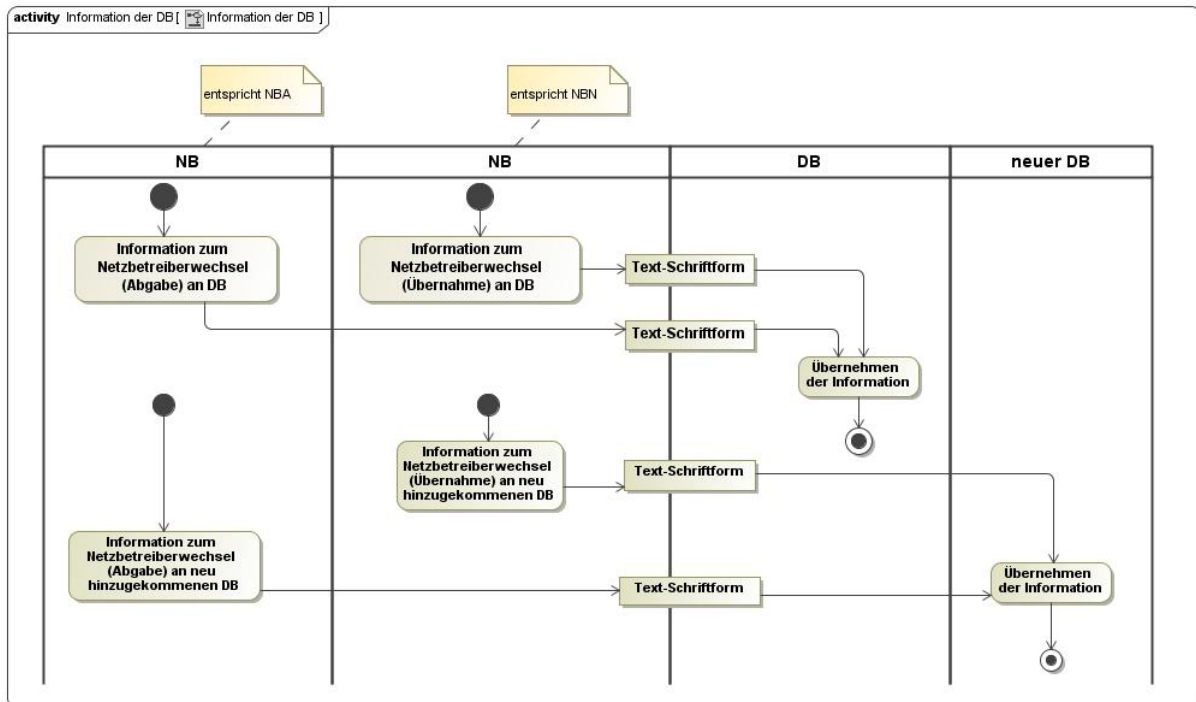 activity Information der DB [ Information der DB ]
entspricht NBA
entspricht NBN
NB
NB
DB
neuer DB
Information zum
Netzbetreiberwechsel
(Abgabe) an DB
Information zum
Netzbetreiberwechsel
(Übernahme) an DB
Text-Schriftform
Text-Schriftform
Übernehmen
der Information
Information zum
Netzbetreiberwechsel
(Übernahme) an neu
hinzugekommenen DB
Text-Schriftform
Information zum
Netzbetreiberwechsel
(Abgabe) an neu
hinzugekommenen DB
Text-Schriftform
Übernehmen
der Information